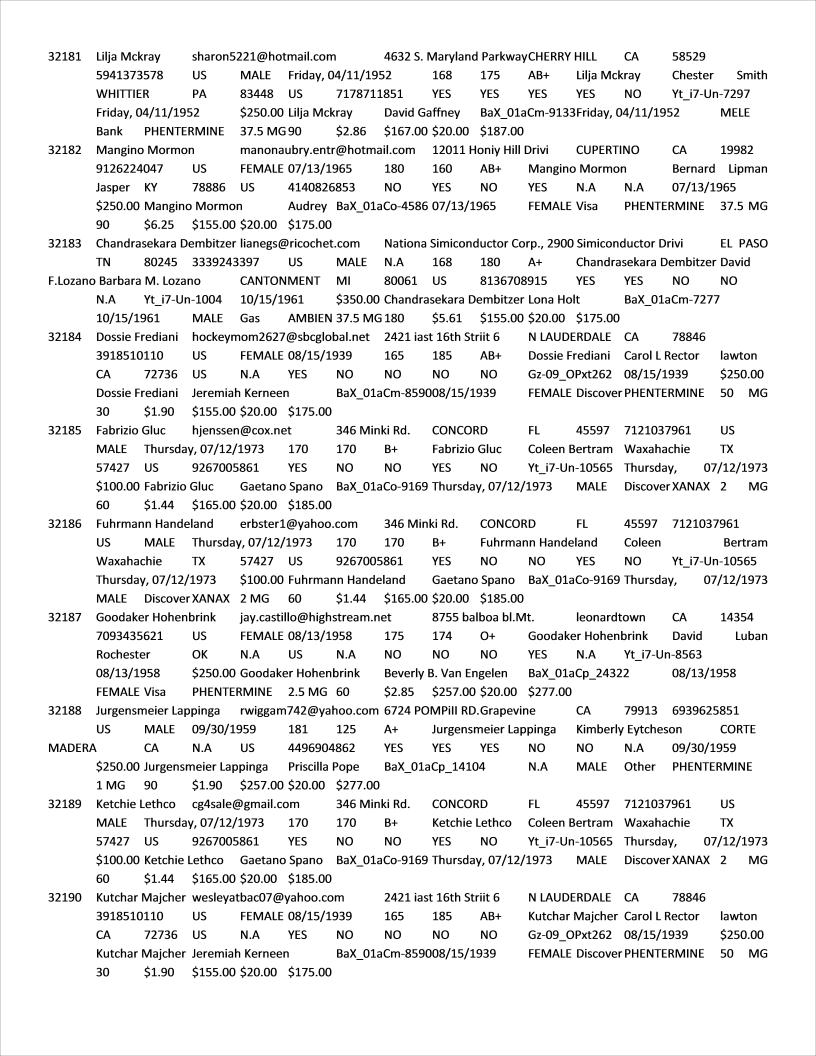 32181 Lilja Mckray sharon5221@hotmail.com 4632 S. Maryland ParkwayCHERRY HILL CA 58529
5941373578 US MALE Friday, 04/11/1952 168 175 AB+ Lilja Mckray Chester Smith
WHITTIER PA 83448 US 7178711851 YES YES YES YES NO Yt_i7-Un-7297
Friday, 04/11/1952 $250.00 Lilja Mckray David Gaffney BaX_01aCm-9133Friday, 04/11/1952 MELE
Bank PHENTERMINE 37.5 MG 90 $2.86 $167.00 $20.00 $187.00
32182 Mangino Mormon manonaubry.entr@hotmail.com 12011 Honiy Hill Drivi CUPERTINO CA 19982
9126224047 US FEMALE 07/13/1965 180 160 AB+ Mangino Mormon Bernard Lipman
Jasper KY 78886 US 4140826853 NO YES NO YES N.A N.A 07/13/1965
$250.00 Mangino Mormon Audrey BaX_01aCo-4586 07/13/1965 FEMALE Visa PHENTERMINE 37.5 MG
90 $6.25 $155.00 $20.00 $175.00
32183 Chandrasekara Dembitzer lianegs@ricochet.com Nationa Simiconductor Corp., 2900 Simiconductor Drivi EL PASO
TN 80245 3339243397 US MALE N.A 168 180 A+ Chandrasekara Dembitzer David
F.Lozano Barbara M. Lozano CANTONMENT MI 80061 US 8136708915 YES YES NO NO
N.A Yt_i7-Un-1004 10/15/1961 $350.00 Chandrasekara Dembitzer Lona Holt BaX_01aCm-7277
10/15/1961 MALE Gas AMBIEN 37.5 MG 180 $5.61 $155.00 $20.00 $175.00
32184 Dossie Frediani hockeymom2627@sbcglobal.net 2421 iast 16th Striit 6 N LAUDERDALE CA 78846
3918510110 US FEMALE 08/15/1939 165 185 AB+ Dossie Frediani Carol L Rector lawton
CA 72736 US N.A YES NO NO NO NO Gz-09_OPxt262 08/15/1939 $250.00
Dossie Frediani Jeremiah Kerneen BaX_01aCm-859008/15/1939 FEMALE Discover PHENTERMINE 50 MG
30 $1.90 $155.00 $20.00 $175.00
32185 Fabrizio Gluc hjenssen@cox.net 346 Minki Rd. CONCORD FL 45597 7121037961 US
MALE Thursday, 07/12/1973 170 170 B+ Fabrizio Gluc Coleen Bertram Waxahachie TX
57427 US 9267005861 YES NO NO YES NO Yt_i7-Un-10565 Thursday, 07/12/1973
$100.00 Fabrizio Gluc Gaetano Spano BaX_01aCo-9169 Thursday, 07/12/1973 MALE Discover XANAX 2 MG
60 $1.44 $165.00 $20.00 $185.00
32186 Fuhrmann Handeland erbster1@yahoo.com 346 Minki Rd. CONCORD FL 45597 7121037961
US MALE Thursday, 07/12/1973 170 170 B+ Fuhrmann Handeland Coleen Bertram
Waxahachie TX 57427 US 9267005861 YES NO NO YES NO Yt_i7-Un-10565
Thursday, 07/12/1973 $100.00 Fuhrmann Handeland Gaetano Spano BaX_01aCo-9169 Thursday, 07/12/1973
MALE Discover XANAX 2 MG 60 $1.44 $165.00 $20.00 $185.00
32187 Goodaker Hohenbrink jay.castillo@highstream.net 8755 balboa bl.Mt. leonardtown CA 14354
7093435621 US FEMALE 08/13/1958 175 174 O+ Goodaker Hohenbrink David Luban
Rochester OK N.A US N.A NO NO NO YES N.A Yt_i7-Un-8563
08/13/1958 $250.00 Goodaker Hohenbrink Beverly B. Van Engelen BaX_01aCp_24322 08/13/1958
FEMALE Visa PHENTERMINE 2.5 MG 60 $2.85 $257.00 $20.00 $277.00
32188 Jurgensmeier Lappinga rwiggam742@yahoo.com 6724 POMPiII RD.Grapevine CA 79913 6939625851
US MALE 09/30/1959 181 125 A+ Jurgensmeier Lappinga Kimberly Eytcheson CORTE
MADERA CA N.A US 4496904862 YES YES YES NO NO N.A 09/30/1959
$250.00 Jurgensmeier Lappinga Priscilla Pope BaX_01aCp_14104 N.A MALE Other PHENTERMINE
1 MG 90 $1.90 $257.00 $20.00 $277.00
32189 Ketchie Lethco cg4sale@gmail.com 346 Minki Rd. CONCORD FL 45597 7121037961 US
MALE Thursday, 07/12/1973 170 170 B+ Ketchie Lethco Coleen Bertram Waxahachie TX
57427 US 9267005861 YES NO NO YES NO Yt_i7-Un-10565 Thursday, 07/12/1973
$100.00 Ketchie Lethco Gaetano Spano BaX_01aCo-9169 Thursday, 07/12/1973 MALE Discover XANAX 2 MG
60 $1.44 $165.00 $20.00 $185.00
32190 Kutchar Majcher wesleyatbac07@yahoo.com 2421 iast 16th Striit 6 N LAUDERDALE CA 78846
3918510110 US FEMALE 08/15/1939 165 185 AB+ Kutchar Majcher Carol L Rector lawton
CA 72736 US N.A YES NO NO NO NO Gz-09_OPxt262 08/15/1939 $250.00
Kutchar Majcher Jeremiah Kerneen BaX_01aCm-859008/15/1939 FEMALE Discover PHENTERMINE 50 MG
30 $1.90 $155.00 $20.00 $175.00